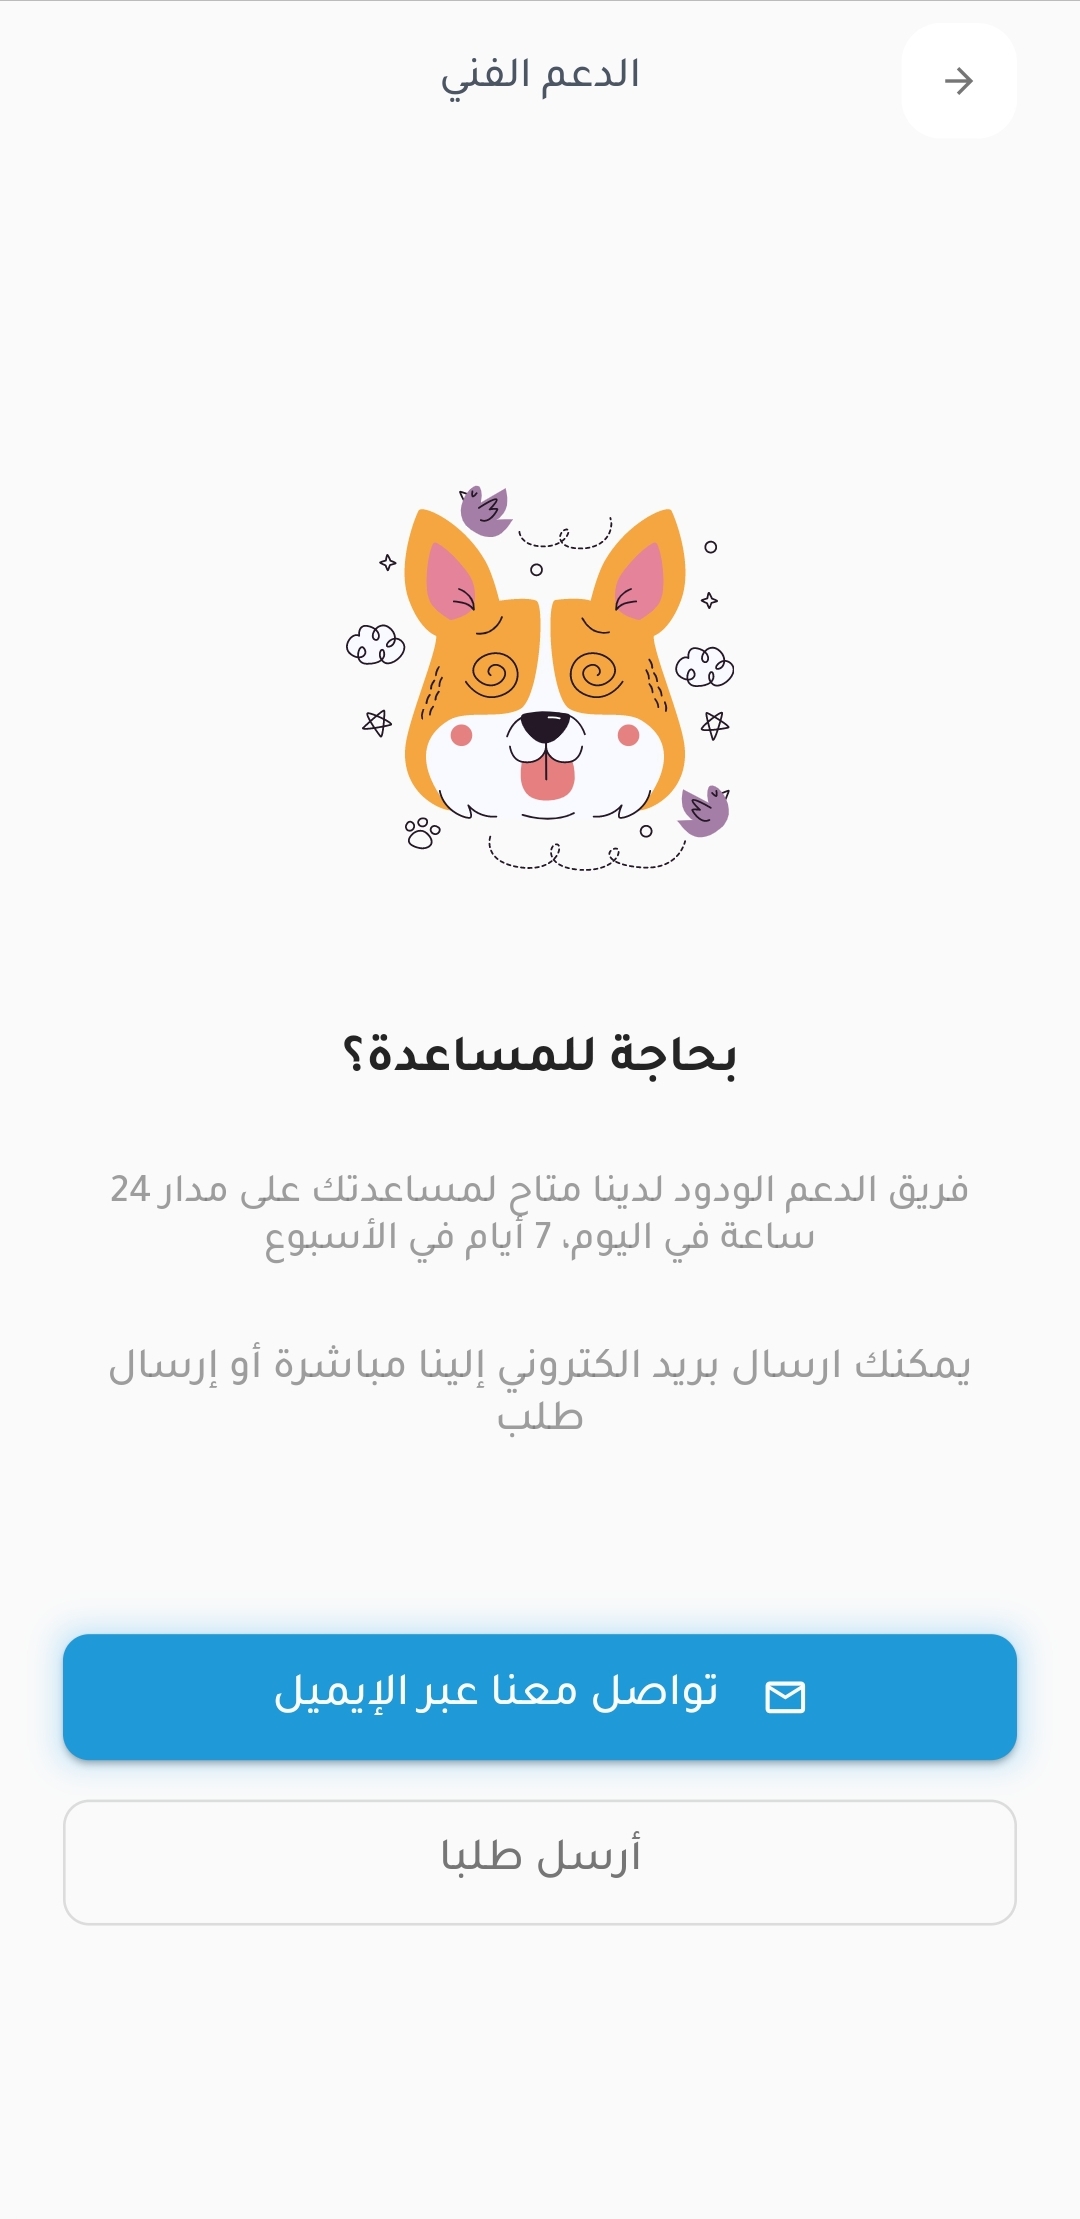 الدعم الفني
بحاجة للمساعدة؟
فريق الدعم الودود لدينا متاح لمساعدتك على مدار 24
ساعة في اليوم، 7 أيام في الأسبوع
يمكنك ارسال بريد الكتروني إلينا مباشرة أو إرسال
طلب
تواصل معنا عبر الإيميل
أرسل طلبا